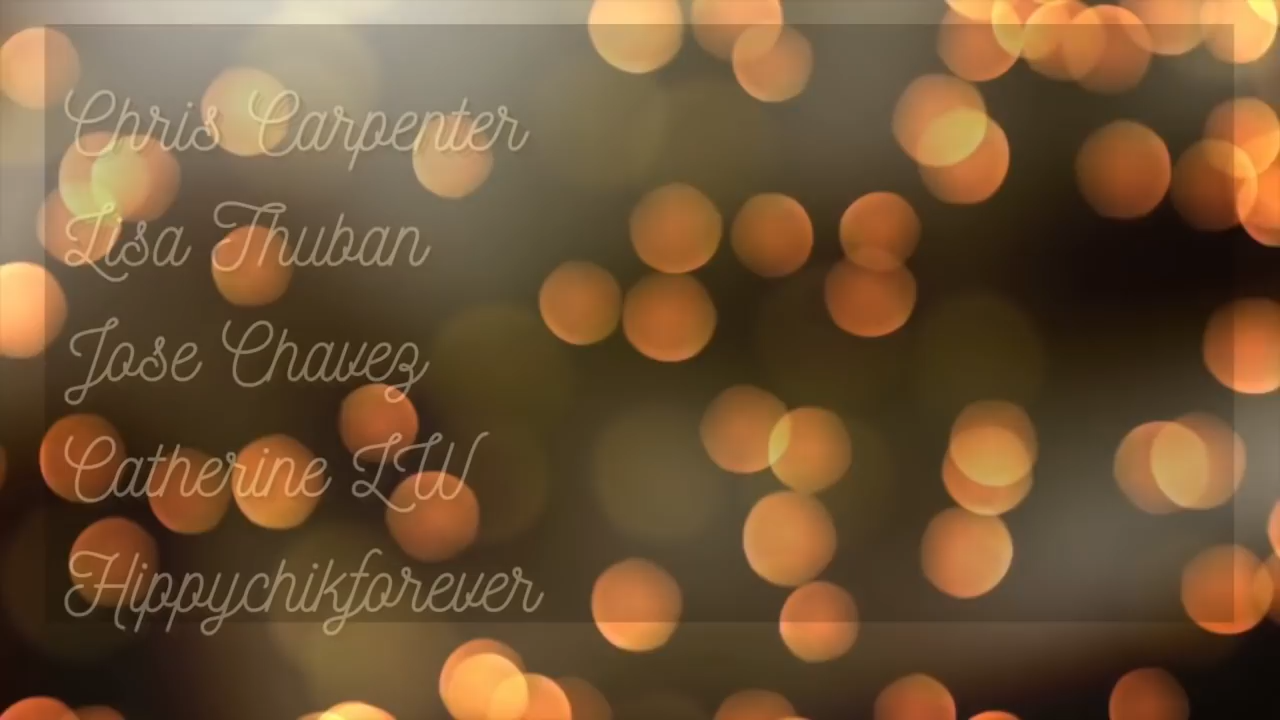 Chris Carpenter
Lisa Thuban
Jose Chavez
Catherine LW
Hippychikforever